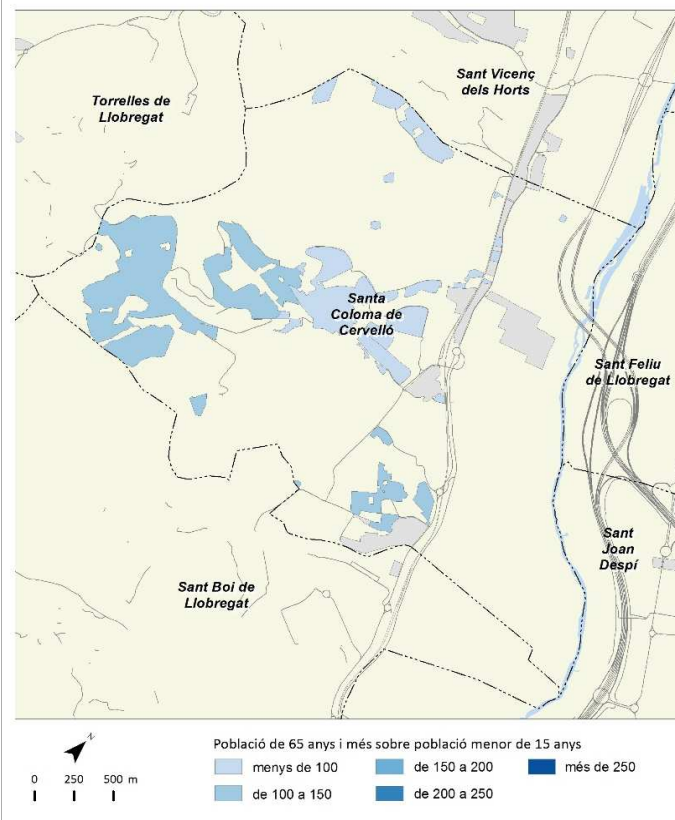 Sant Vicenç
dels Horts
Torrelles de
Llobregat
Santa
Coloma de
Cervelló
Sant Feliu
de Llobregat
Sant
Joan
Despí
Sant Boi de
Llobregat
N
0 250 500 m
Població de 65 anys i més sobre població menor de 15 anys
menys de 100
de 100 a 150
de 150 a 200
de 200 a 250
més de 250